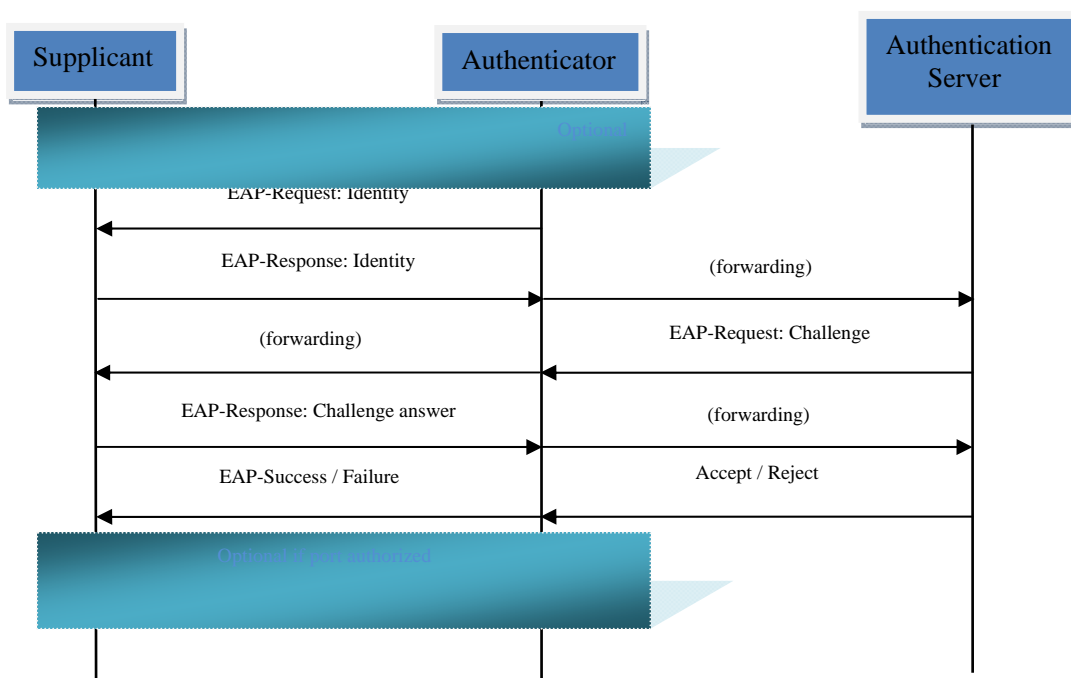 Supplicant
Authenticator
Authentication
Server
Optional
EAP-Request: Identity
EAP-Response: Identity
(forwarding)
(forwarding)
EAP-Request: Challenge
EAP-Response: Challenge answer
(forwarding)
EAP-Success / Failure
Accept / Reject
Optional port authorized